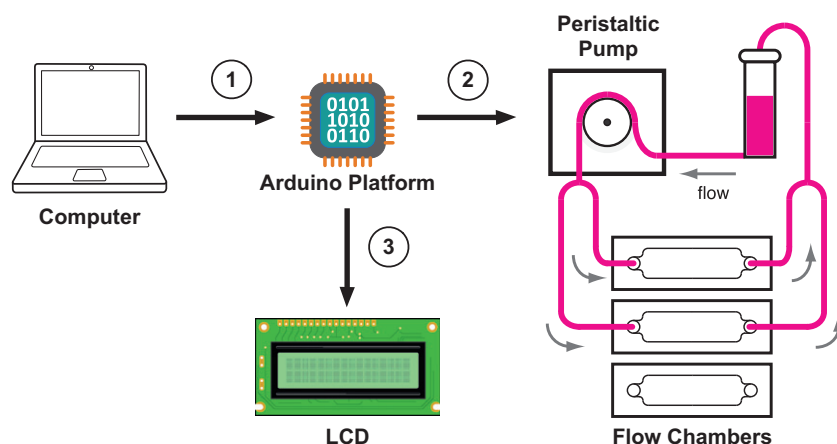 1
2
3
Computer
0101
1010
0110
Arduino Platform
Peristaltic
Pump
flow
LCD
Flow Chambers